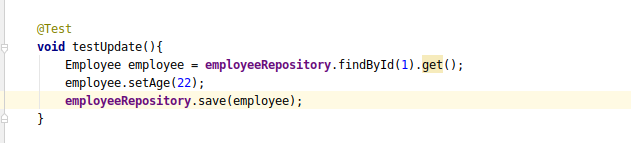 @Test
void testUpdate(){
Employee employee = employeeRepository.findById(1).get();
employee.setAge(22);
employeeRepository.save(employee);
}